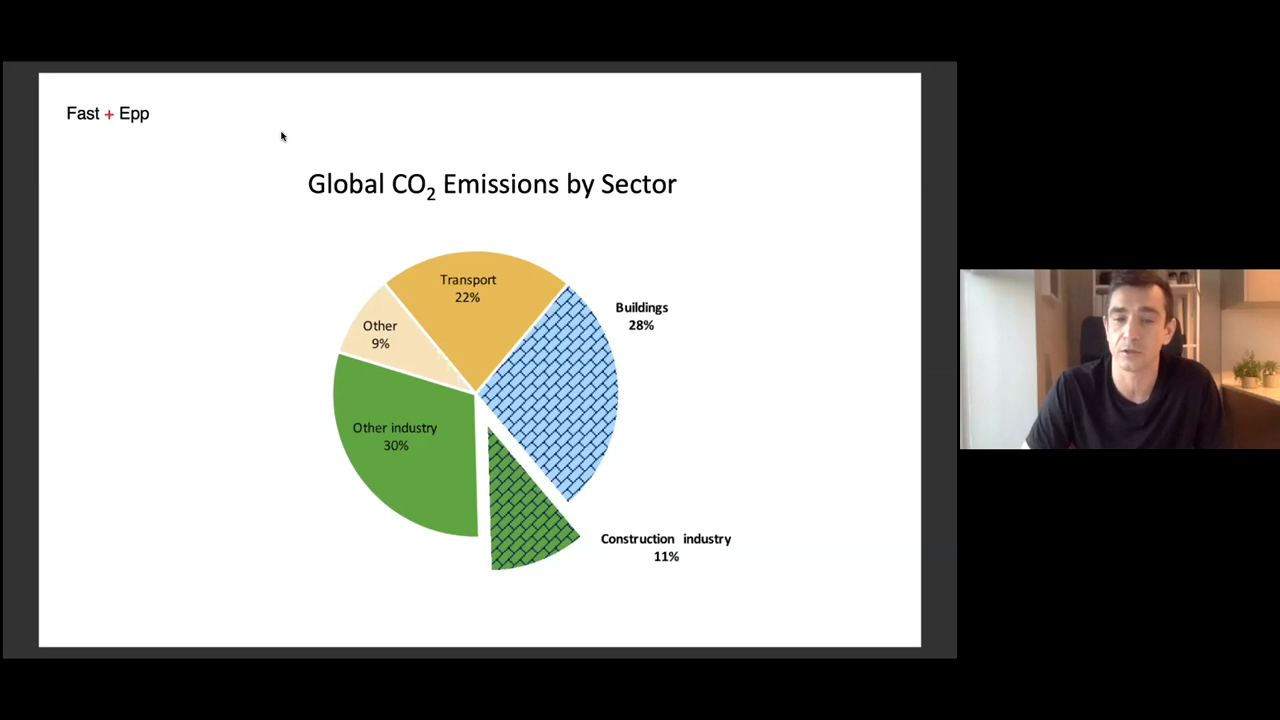 Fast + Epp
Global CO₂ Emissions by Sector
Transport
22%
Buildings
28%
Other
9%
Other industry
30%
Construction industry
11%